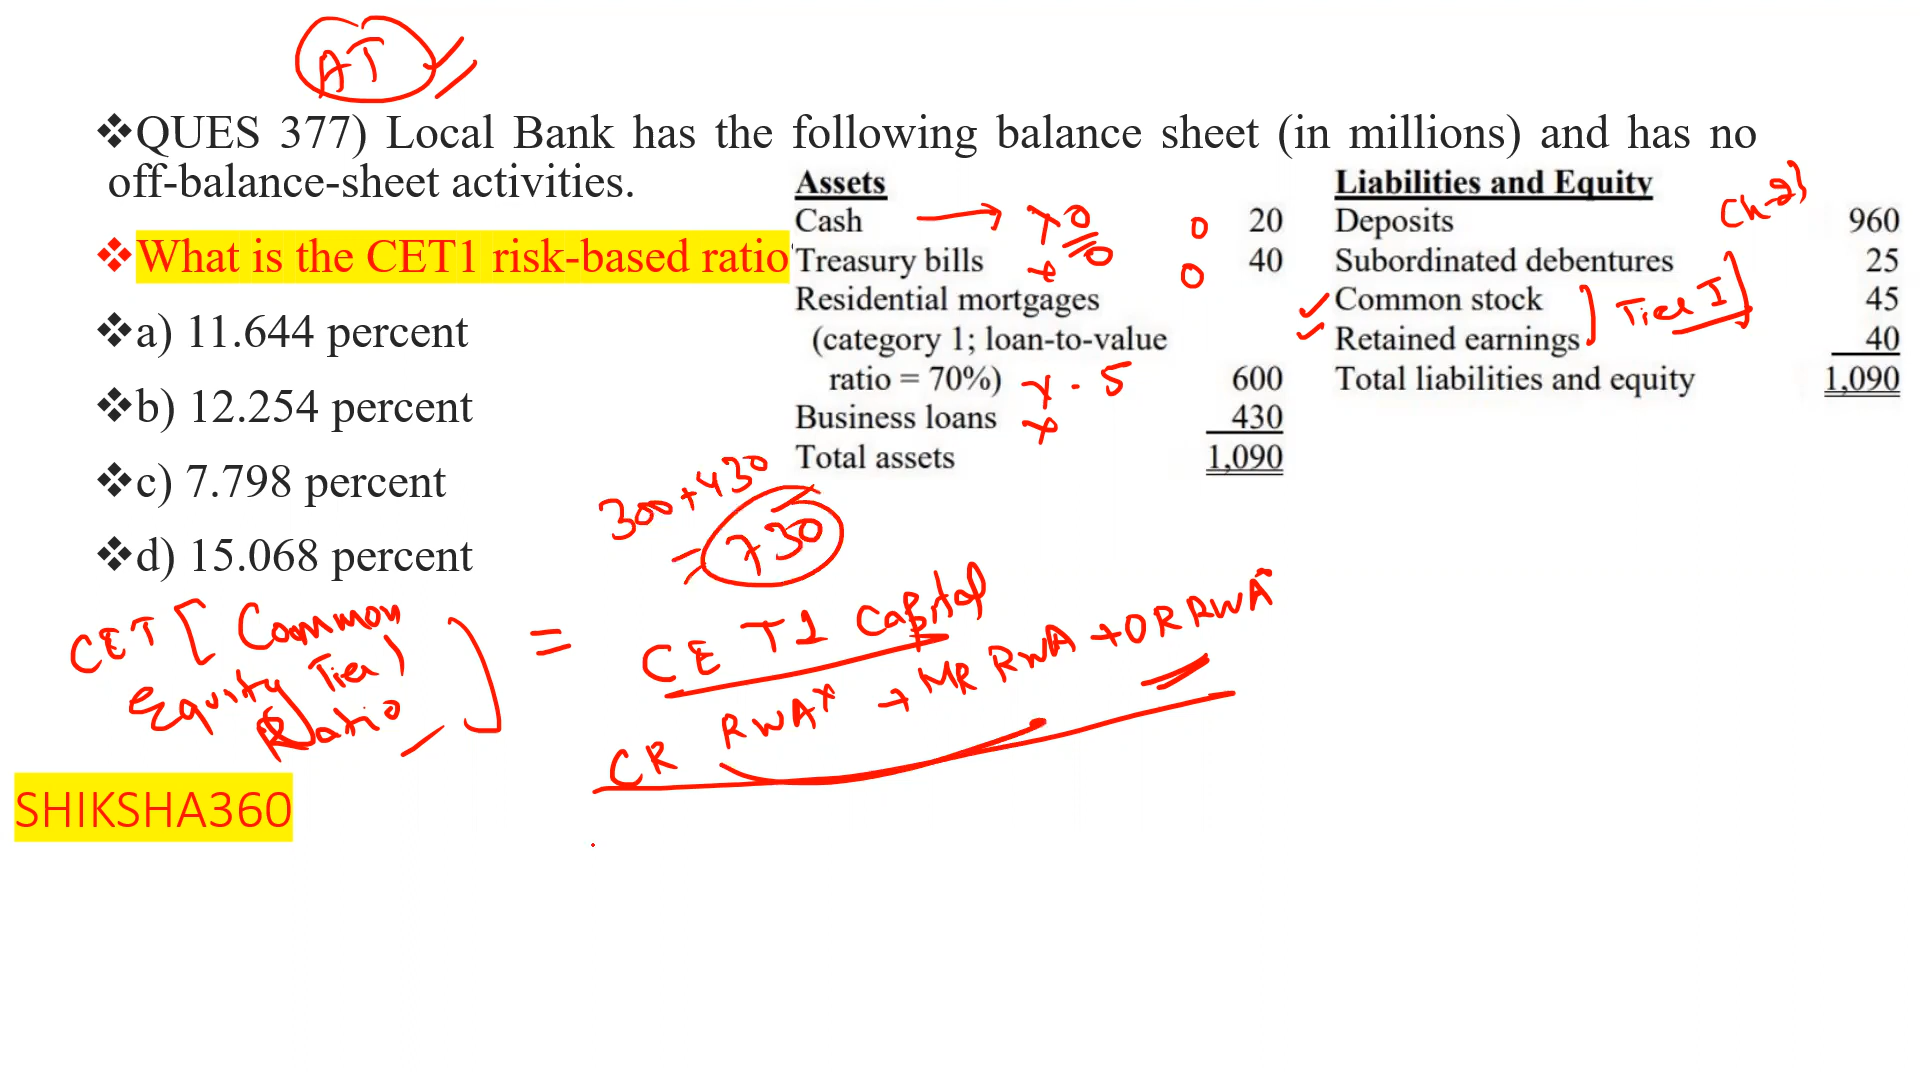 AT
❖QUES 377) Local Bank has the following balance sheet (in millions) and has no
off-balance-sheet activities.
❖What is the CET1 risk-based ratio
❖a) 11.644 percent
❖b) 12.254 percent
❖c) 7.798 percent
❖d) 15.068 percent
Assets
Cash → x0 0 20
Treasury bills x 0 0 40
Residential mortgages
(category 1; loan-to-value
ratio = 70%) x .5 600
Business loans x 430
Total assets 1,090
Liabilities and Equity
Deposits 960
Subordinated debentures 25
Common stock 45
Retained earnings 40
Total liabilities and equity 1,090
Tier I
300+430
= 730
CET [Common
Equity Tier 1
Ratio]
= CET1 Capital
CR RWA + MR RWA + OR RWA
SHIKSHA360